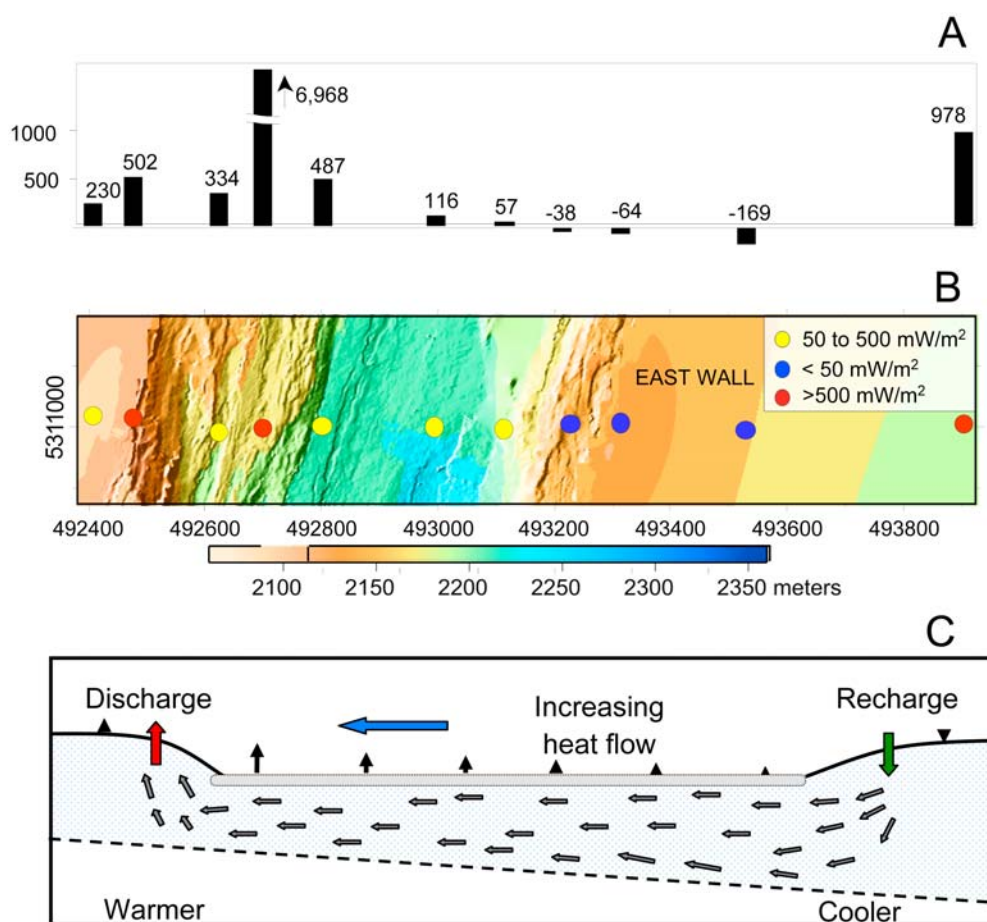 A
6,968
1000
978
502
487
500
334
230
116
57
-38
-64
-169
B
50 to 500 mW/m²
< 50 mW/m²
>500 mW/m²
EAST WALL
5311000
492400 492600 492800 493000 493200 493400 493600 493800
2100 2150 2200 2250 2300 2350 meters
C
Discharge
Increasing
heat flow
Recharge
Warmer
Cooler